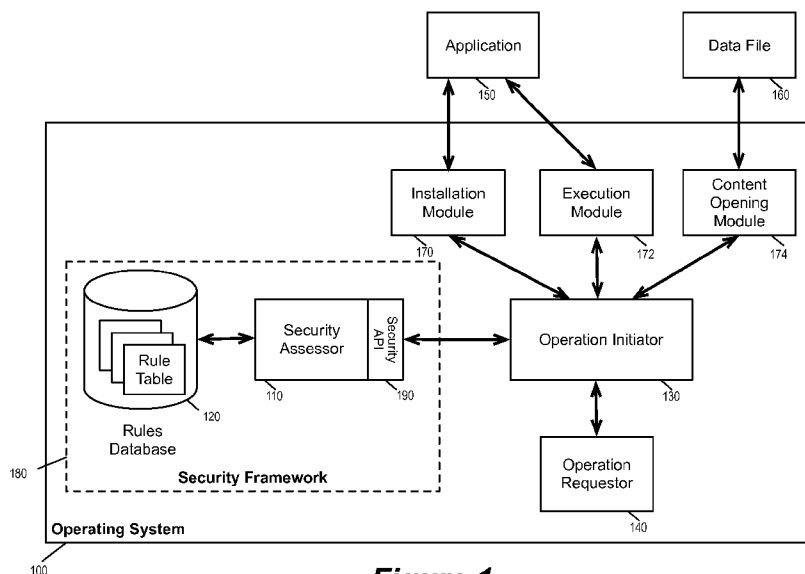 Application
150
Data File
160
Installation
Module
170
Execution
Module
172
Content
Opening
Module
174
Rule
Table
120
Rules
Database
Security
Assessor
110
Security
API
190
Operation Initiator
130
180
Security Framework
Operation
Requestor
140
Operating System
100